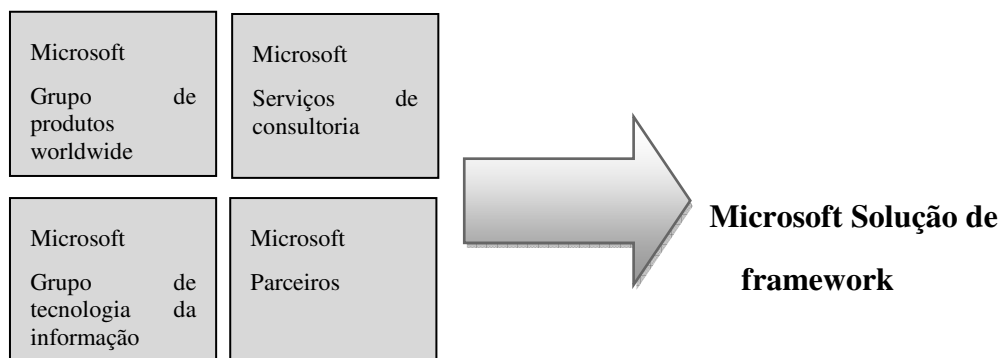 Microsoft
Grupo de
produtos
worldwide
Microsoft
Serviços de
consultoria
Microsoft
Grupo de
tecnologia da
informação
Microsoft
Parceiros
Microsoft Solução de
framework